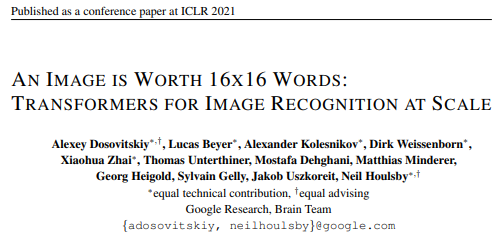 Published as a conference paper at ICLR 2021
AN IMAGE IS WORTH 16X16 WORDS:
TRANSFORMERS FOR IMAGE RECOGNITION AT SCALE
Alexey Dosovitskiy*,†, Lucas Beyer*, Alexander Kolesnikov*, Dirk Weissenborn*,
Xiaohua Zhai*, Thomas Unterthiner, Mostafa Dehghani, Matthias Minderer,
Georg Heigold, Sylvain Gelly, Jakob Uszkoreit, Neil Houlsby*,†
*equal technical contribution, †equal advising
Google Research, Brain Team
{adosovitskiy, neilhoulsby}@google.com